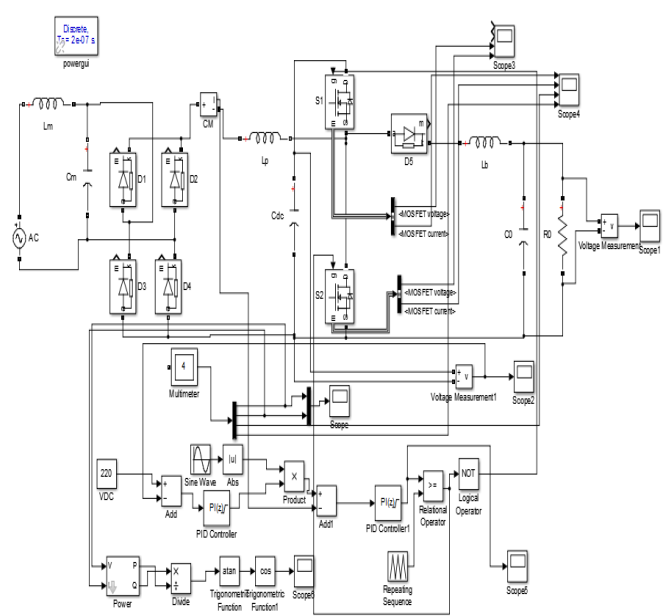 Discrete,
Ts = 2e-07 s.
powergui
Scope3
Scope4
S1
g
D
m
S
Lm
CM
Lp
D5
m
Lb
Cm
D1
D2
Cdc
<MOSFET voltage>
<MOSFET current>
C0
R0
v
Voltage Measurement
Scope1
AC
D3
D4
S2
g
D
m
S
<MOSFET voltage>
<MOSFET current>
4
Multimeter
v
Voltage Measurement1
Scope2
Scope
220
VDC
Sine Wave
|u|
Abs
×
Product
Add
PI(z)
PID Controller
Add1
PI(z)
PID Controller1
>=
Relational
Operator
NOT
Logical
Operator
Repeating
Sequence
Scope5
V
I
P
Q
Power
×
÷
Divide
atan
Trigonometric
Function
cos
Trigonometric
Function1